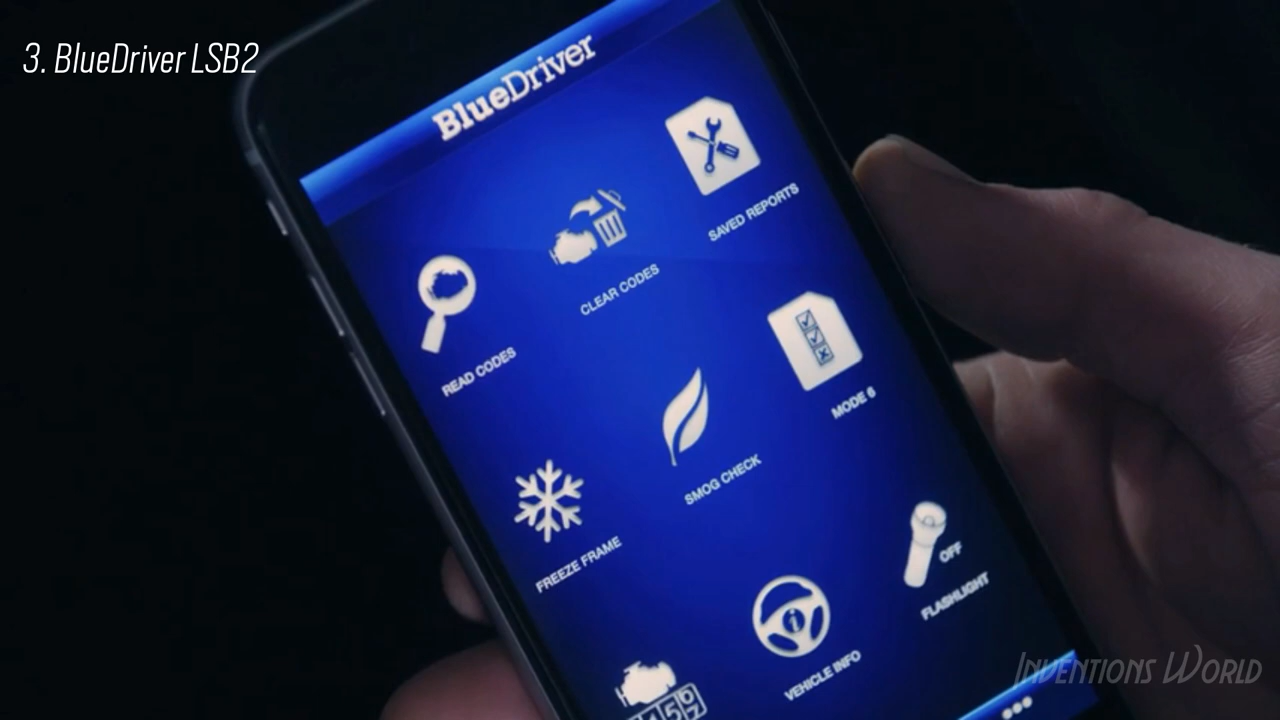 3. BlueDriver LSB2
BlueDriver
READ CODES
CLEAR CODES
SAVED REPORTS
FREEZE FRAME
SMOG CHECK
MODE 6
VEHICLE INFO
OFF
FLASHLIGHT
INVENTIONS WORLD